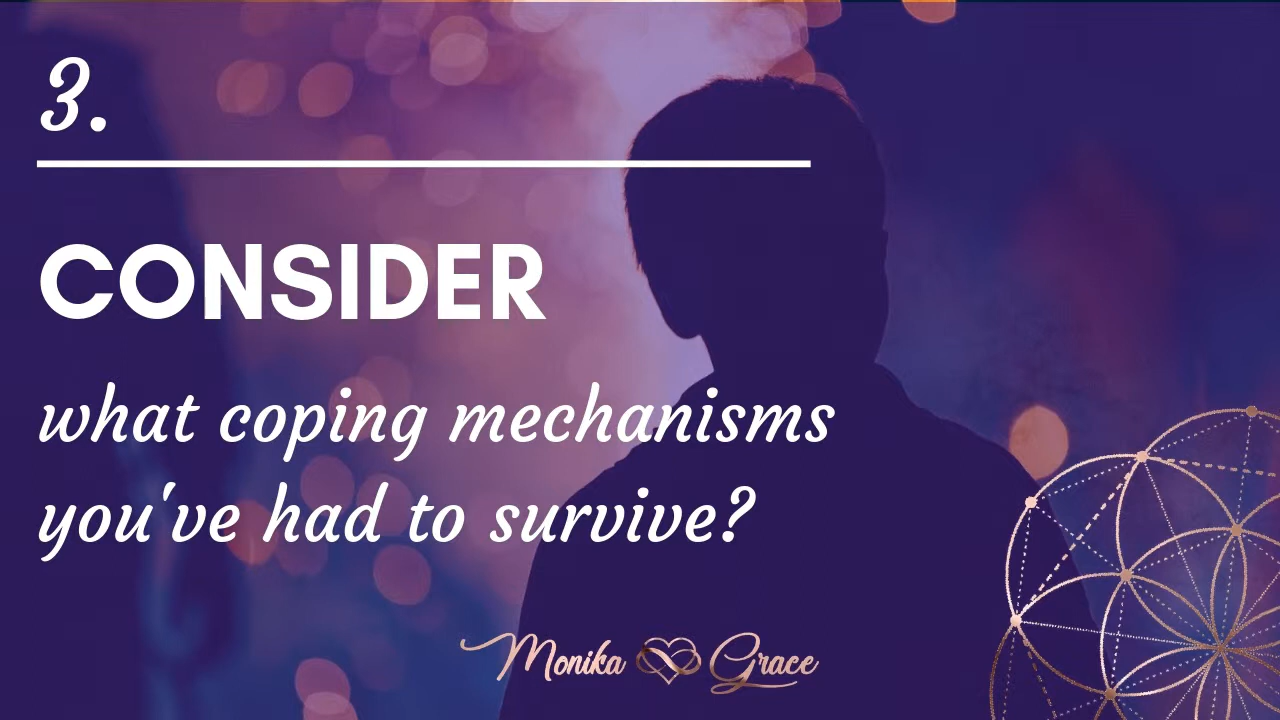 3.
CONSIDER
what coping mechanisms
you've had to survive?
Monika Grace